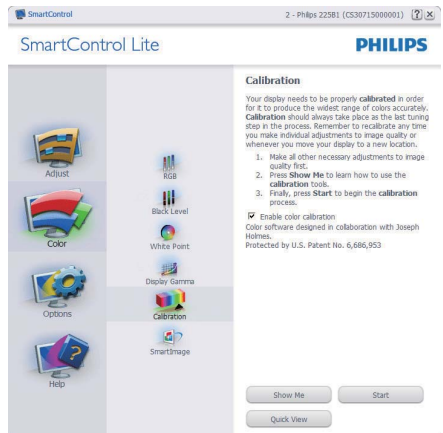 SmartControl
2 - Philips 225B1 (CS30715000001)
SmartControl Lite
PHILIPS
Adjust
Color
Options
Help
RGB
Black Level
White Point
Display Gamma
Calibration
SmartImage
Calibration
Your display needs to be properly calibrated in order
for it to produce the widest range of colors accurately.
Calibration should always take place as the last tuning
step in the process. Remember to recalibrate any time
you make individual adjustments to image quality or
whenever you move your display to a new location.
1. Make all other necessary adjustments to image
quality first.
2. Press Show Me to learn how to use the
calibration tools.
3. Finally, press Start to begin the calibration
process.
Enable color calibration
Color software designed in collaboration with Joseph
Holmes.
Protected by U.S. Patent No. 6,686,953
Show Me
Start
Quick View